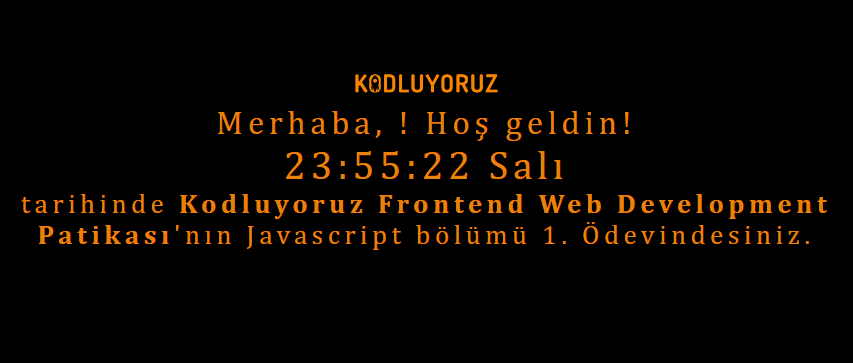 KODLUYORUZ
Merhaba, ! Hoş geldin!
23:55:22 Salı
tarihinde Kodluyoruz Frontend Web Development
Patikası'nın Javascript bölümü 1. Ödevindesiniz.